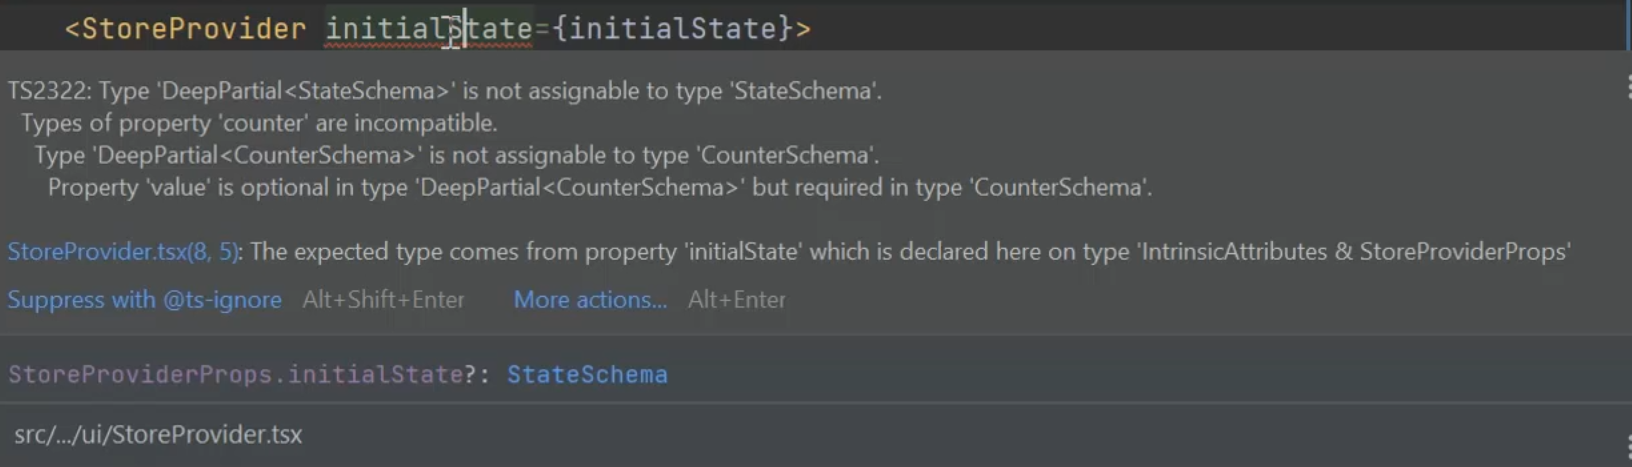 <StoreProvider initialState={initialState}>
TS2322: Type 'DeepPartial<StateSchema>' is not assignable to type 'StateSchema'.
Types of property 'counter' are incompatible.
Type 'DeepPartial<CounterSchema>' is not assignable to type 'CounterSchema'.
Property 'value' is optional in type 'DeepPartial<CounterSchema>' but required in type 'CounterSchema'.
StoreProvider.tsx(8, 5): The expected type comes from property 'initialState' which is declared here on type 'IntrinsicAttributes & StoreProviderProps'
Suppress with @ts-ignore Alt+Shift+Enter More actions... Alt+Enter
StoreProviderProps.initialState?: StateSchema
src/.../ui/StoreProvider.tsx